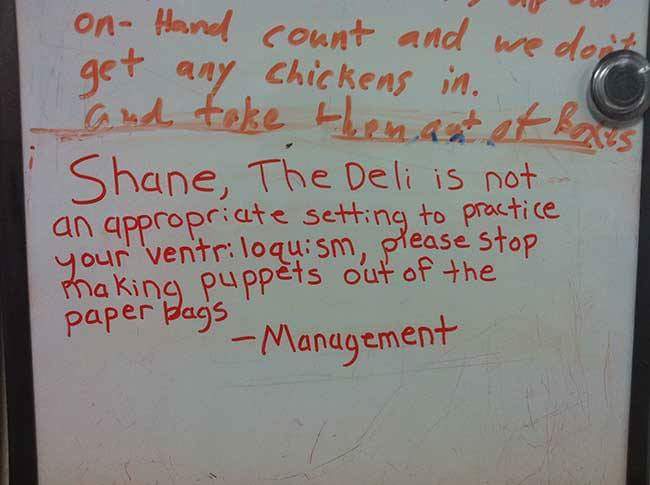 on-Hand count and we don't
get any chickens in.
and take them out of Boxes
Shane, The Deli is not
an appropriate setting to practice
your ventriloquism, please stop
making puppets out of the
paper bags
-Management